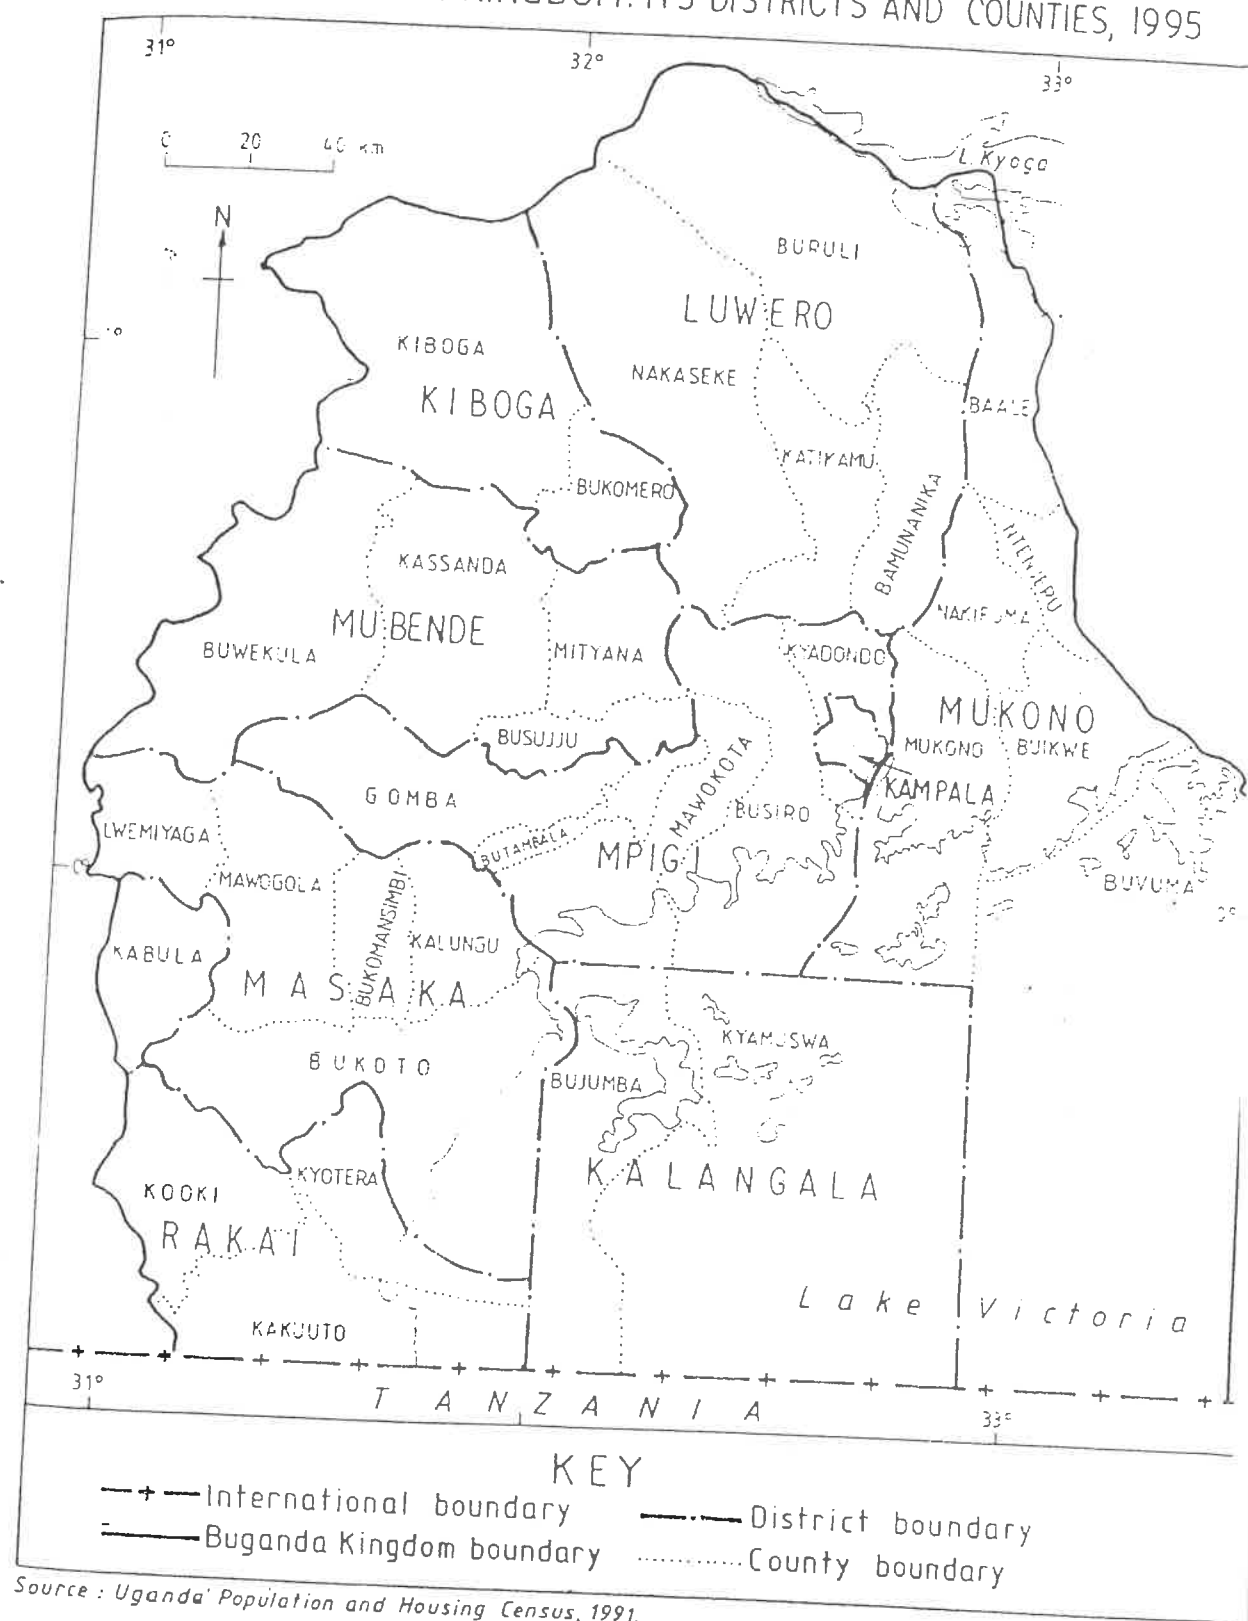 KINGDOM: ITS DISTRICTS AND COUNTIES, 1995
31° 32° 33°
0 20 40 km
L. Kyoga
N
BURULI
LUWERO
KIBOGA
NAKASEKE
KIBOGA
BAALE
KATIKAMU
BUKOMERO
BAMUNANIKA
NTENJERU
KASSANDA
NAKIFUMA
MUBENDE
BUWEKULA
MITYANA
KYADONDO
MUKONO
BUSUJJU
MUKONO
BUIKWE
MAWOKOTA
KAMPALA
GOMBA
BUSIRO
LWEMIYAGA
BUTAMBALA
MPIGI
MAWOGOLA
BUVUMA
BUKOMANSIMBI
KALUNGU
KABULA
MASAKA
KYAMUSWA
BUKOTO
BUJUMBA
KALANGALA
KYOTERA
KOOKI
RAKAI
Lake Victoria
KAKUUTO
TANZANIA
31° 33°
KEY
International boundary
District boundary
Buganda Kingdom boundary
County boundary
Source : Uganda Population and Housing Census, 1991.